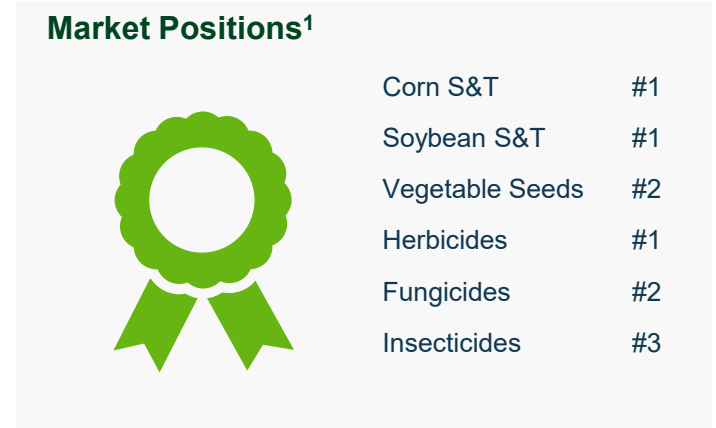 Market Positions¹
Corn S&T #1
Soybean S&T #1
Vegetable Seeds #2
Herbicides #1
Fungicides #2
Insecticides #3